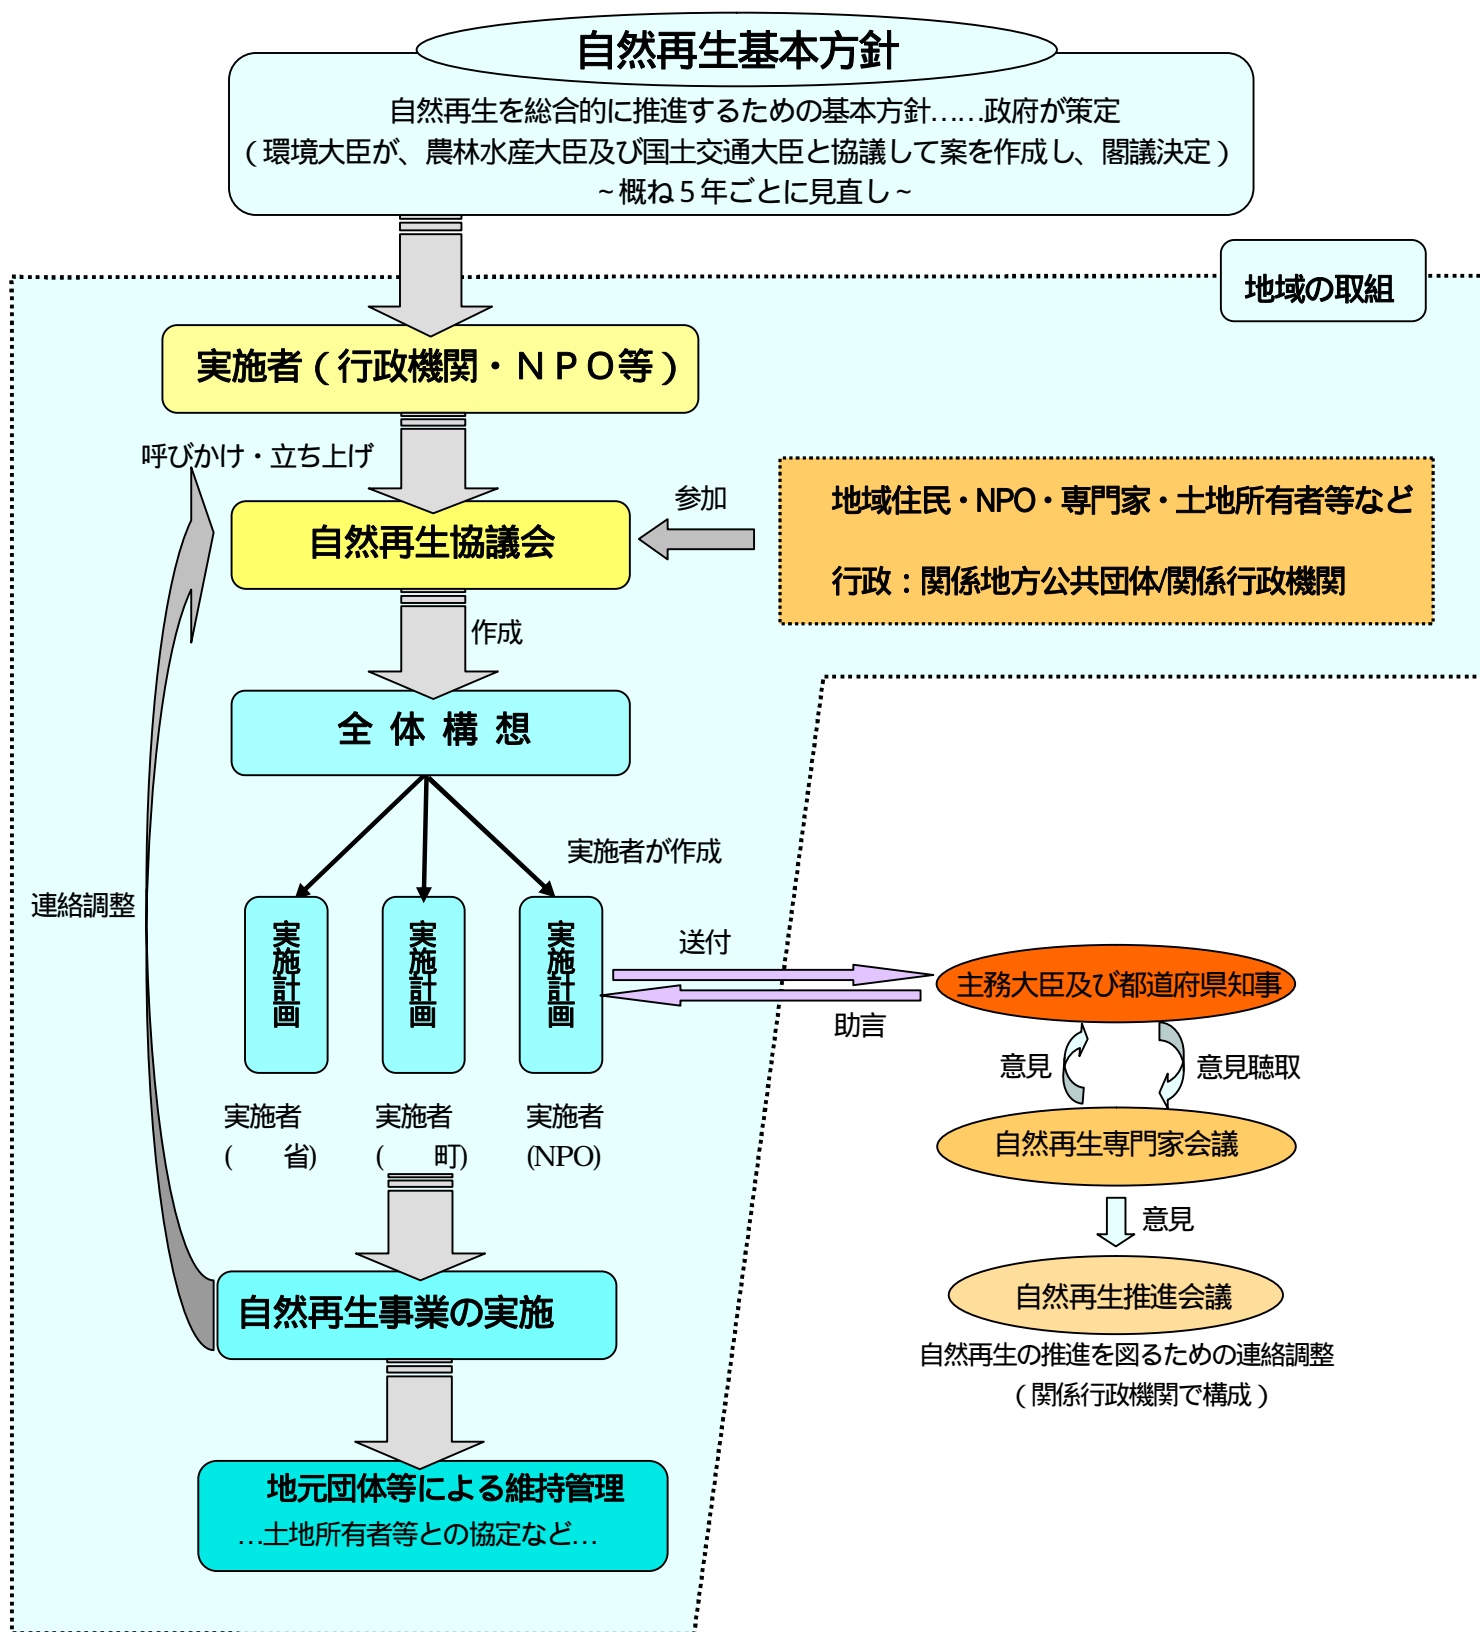 自然再生基本方針
自然再生を総合的に推進するための基本方針……政府が策定
（環境大臣が、農林水産大臣及び国土交通大臣と協議して案を作成し、閣議決定）
~概ね５年ごとに見直し~
地域の取組
実施者（行政機関・ＮＰＯ等）
呼びかけ・立ち上げ
自然再生協議会
参加
地域住民・NPO・専門家・土地所有者等など
行政：関係地方公共団体/関係行政機関
作成
全体構想
実施者が作成
連絡調整
実施計画
実施計画
実施計画
送付
助言
主務大臣及び都道府県知事
意見
意見聴取
実施者
(　　省)
実施者
(　　町)
実施者
(NPO)
自然再生専門家会議
意見
自然再生推進会議
自然再生の推進を図るための連絡調整
（関係行政機関で構成）
自然再生事業の実施
地元団体等による維持管理
…土地所有者等との協定など…